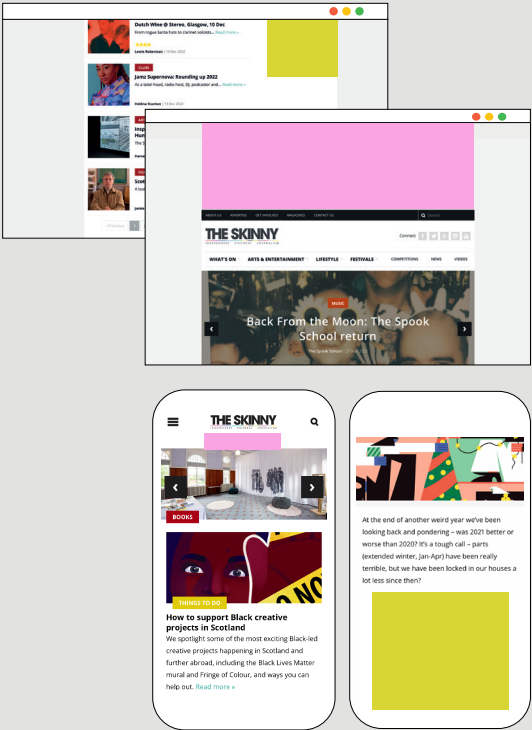 Dutch Wine @ Stereo, Glasgow, 10 Dec
From rogue Santa hats to clarinet soloists... Read more »
Lewis Robertson | 13 Dec 2022
CLUBS
Jamz Supernova: Rounding up 2022
As a label head, radio host, DJ, podcaster and... Read more »
Previous 1
ABOUT US ADVERTISE GET INVOLVED MAGAZINES CONTACT US Search
THE SKINNY
INDEPENDENT CULTURAL JOURNALISM
Connect:
WHAT'S ON ARTS & ENTERTAINMENT LIFESTYLE FESTIVALS COMPETITIONS NEWS VIDEOS
MUSIC
Back From the Moon: The Spook
School return
The Spook School
THE SKINNY
INDEPENDENT CULTURAL JOURNALISM
BOOKS
NO
THINGS TO DO
How to support Black creative
projects in Scotland
We spotlight some of the most exciting Black-led
creative projects happening in Scotland and
further abroad, including the Black Lives Matter
mural and Fringe of Colour, and ways you can
help out. Read more »
At the end of another weird year we've been
looking back and pondering – was 2021 better or
worse than 2020? It's a tough call – parts
(extended winter, Jan-Apr) have been really
terrible, but we have been locked in our houses a
lot less since then?